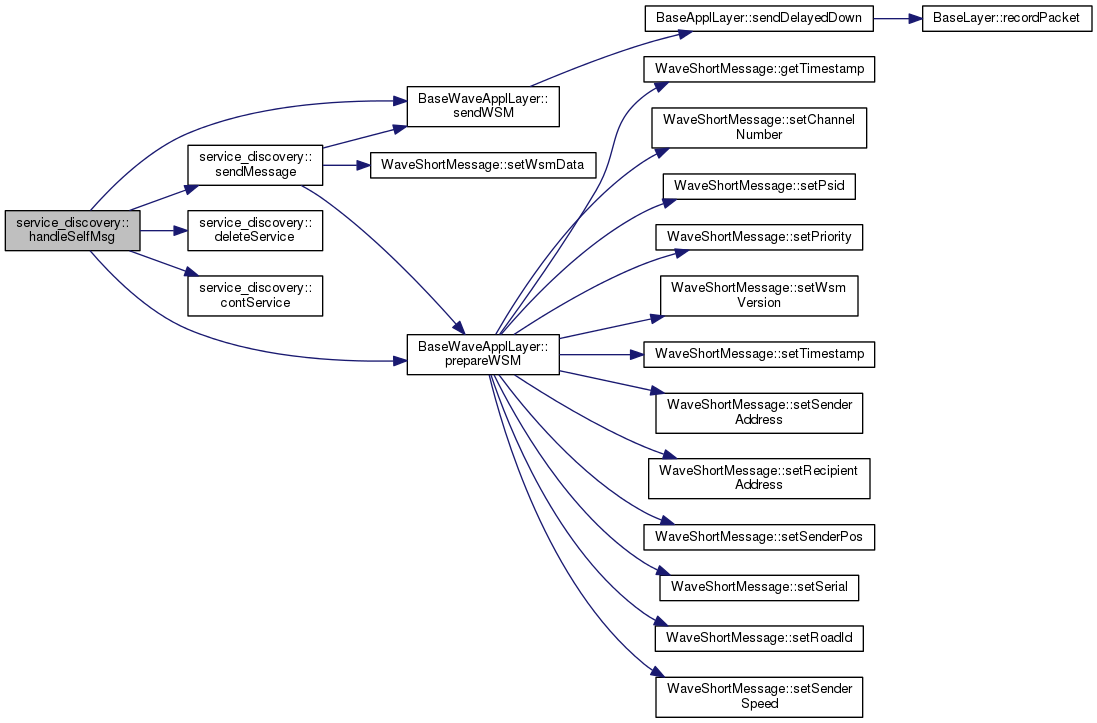 BaseApplLayer::sendDelayedDown
BaseLayer::recordPacket
WaveShortMessage::getTimestamp
BaseWaveApplLayer::
sendWSM
WaveShortMessage::setChannel
Number
service_discovery::
sendMessage
WaveShortMessage::setWsmData
WaveShortMessage::setPsid
service_discovery::
handleSelfMsg
service_discovery::
deleteService
WaveShortMessage::setPriority
service_discovery::
contService
WaveShortMessage::setWsm
Version
BaseWaveApplLayer::
prepareWSM
WaveShortMessage::setTimestamp
WaveShortMessage::setSender
Address
WaveShortMessage::setRecipient
Address
WaveShortMessage::setSenderPos
WaveShortMessage::setSerial
WaveShortMessage::setRoadId
WaveShortMessage::setSender
Speed